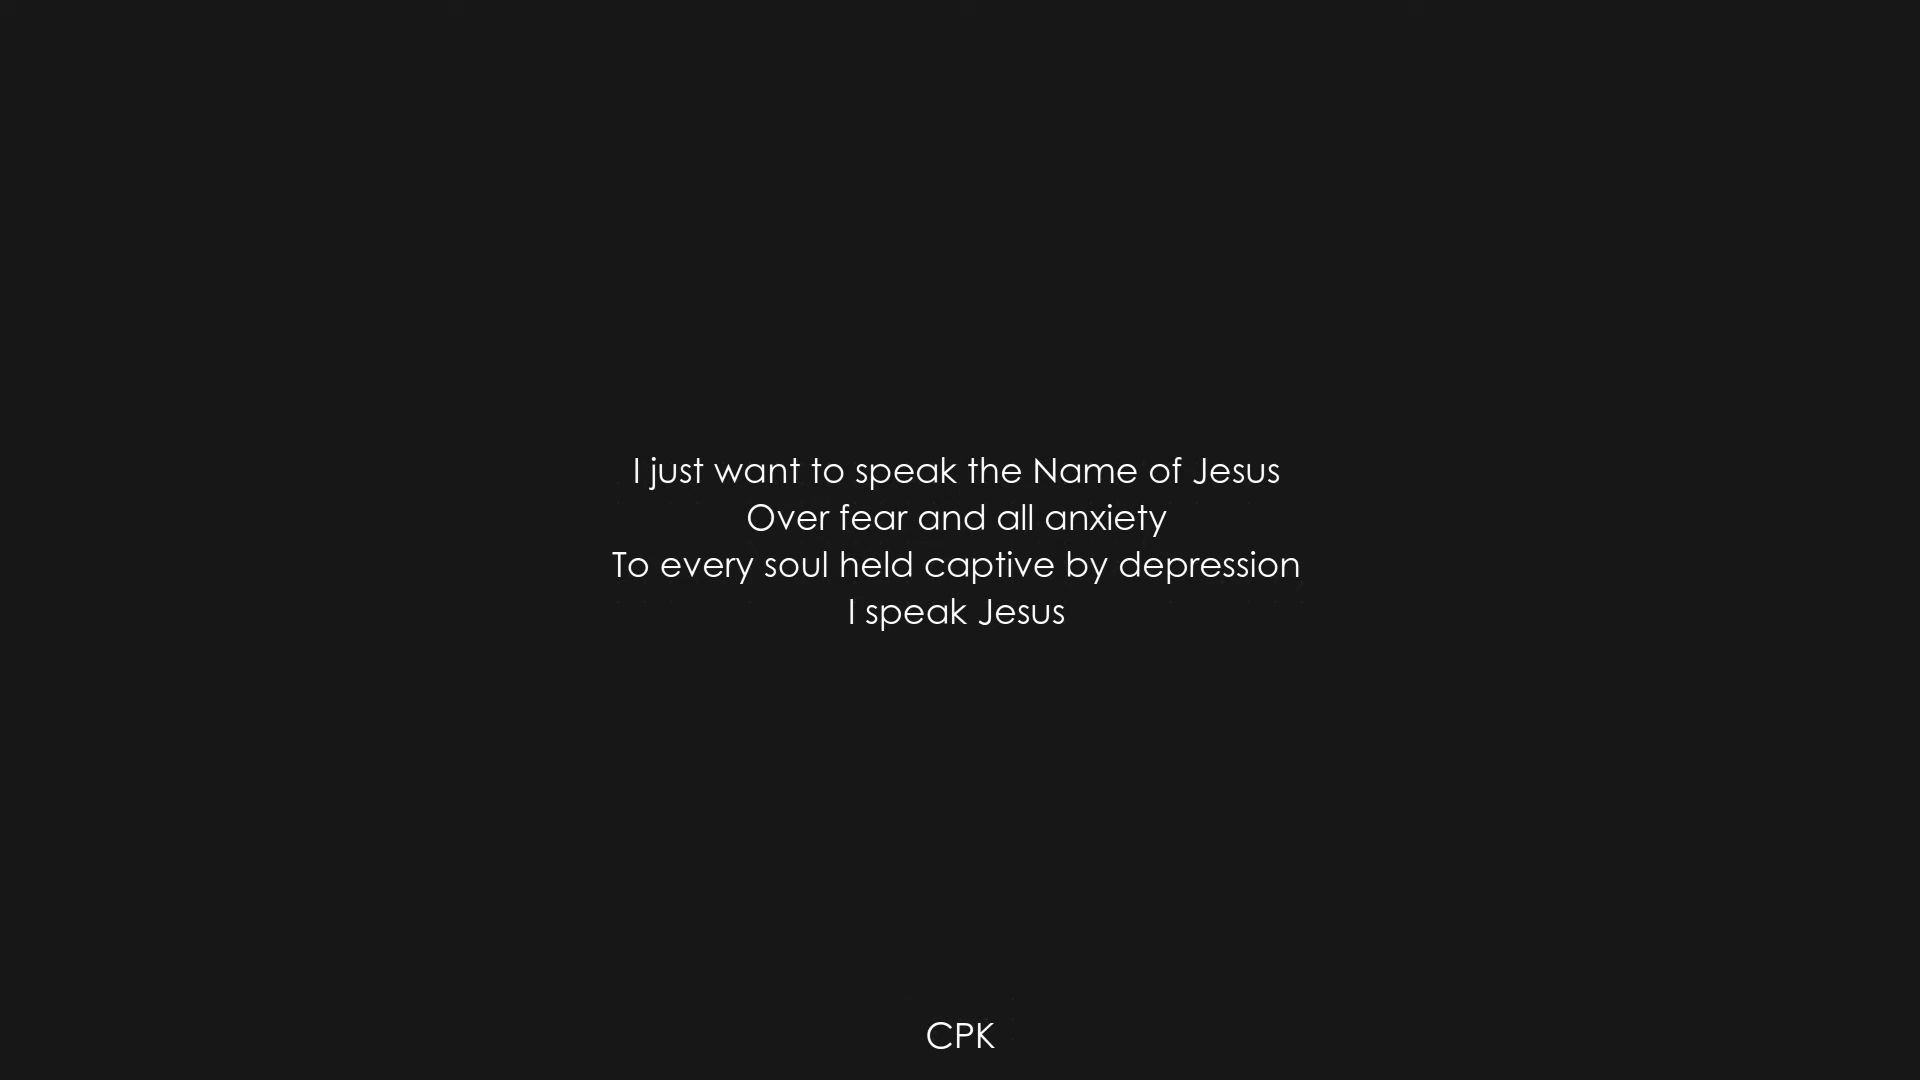 I just want to speak the Name of Jesus
Over fear and all anxiety
To every soul held captive by depression
I speak Jesus
CPK